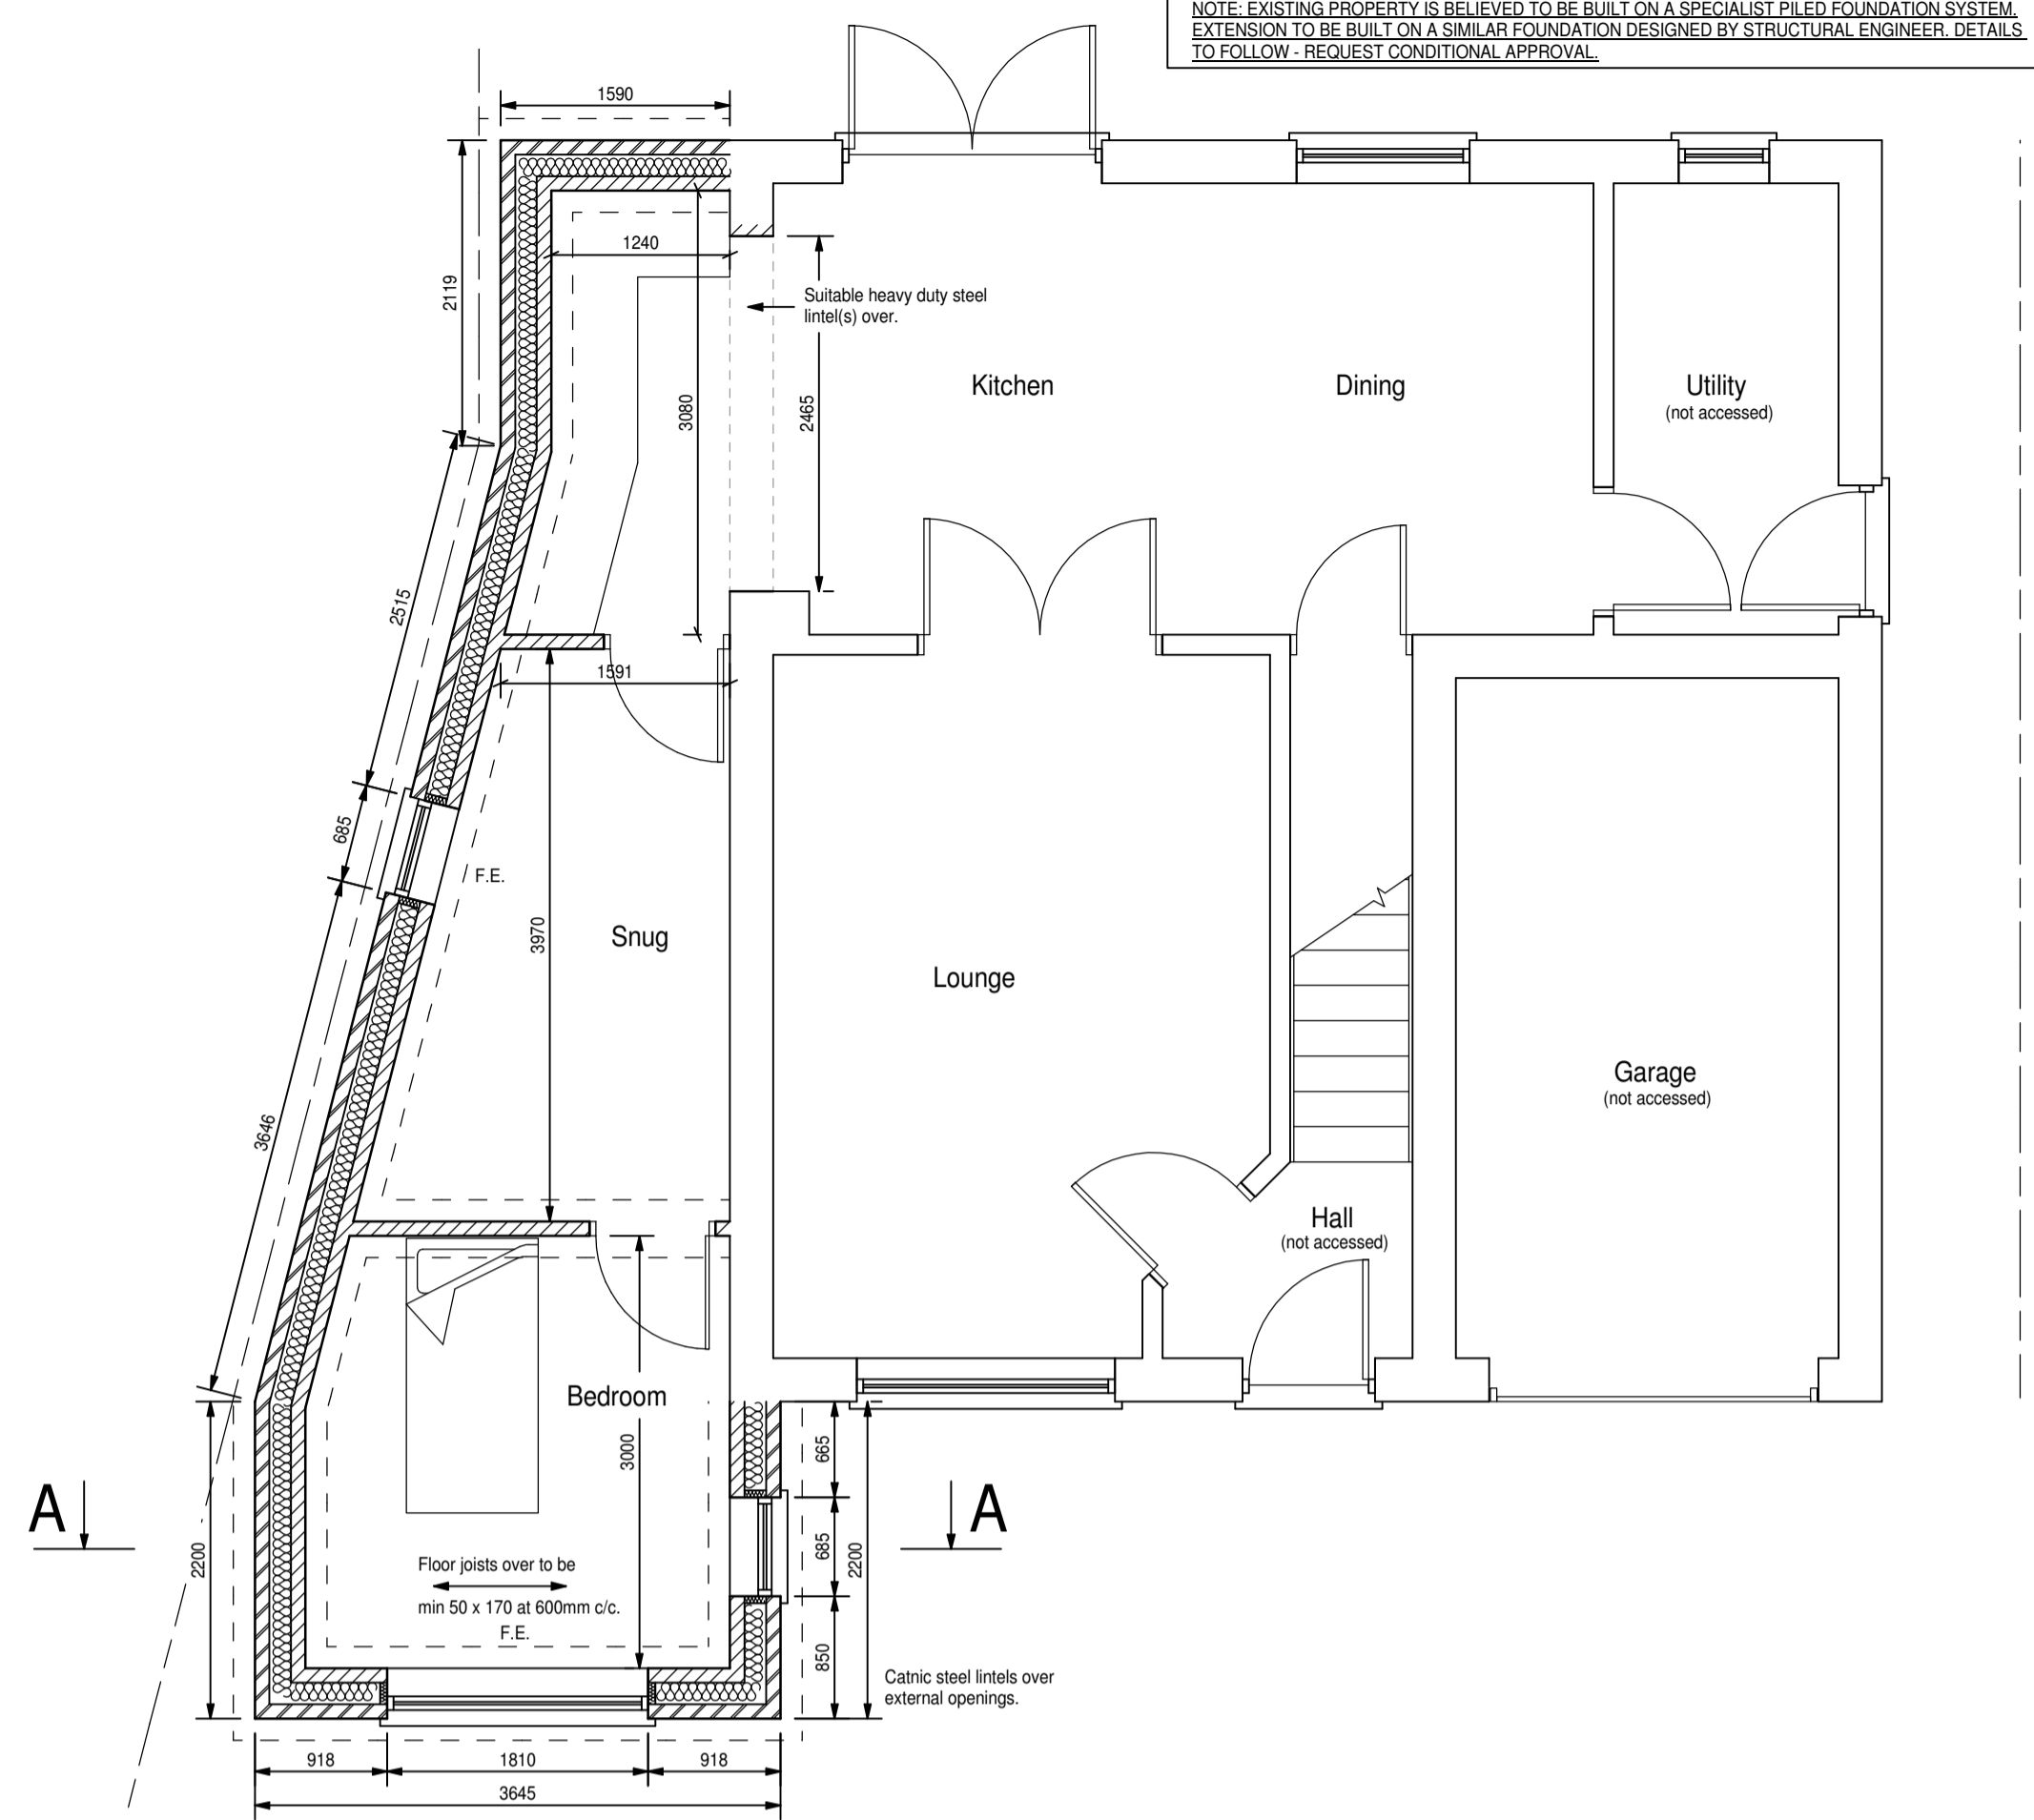 NOTE: EXISTING PROPERTY IS BELIEVED TO BE BUILT ON A SPECIALIST PILED FOUNDATION SYSTEM.
EXTENSION TO BE BUILT ON A SIMILAR FOUNDATION DESIGNED BY STRUCTURAL ENGINEER. DETAILS
TO FOLLOW - REQUEST CONDITIONAL APPROVAL.
1590
2119
1240
Suitable heavy duty steel
lintel(s) over.
3080
2465
Kitchen
Dining
Utility
(not accessed)
2515
1591
685
F.E.
3970
Snug
Lounge
Garage
(not accessed)
3646
Hall
(not accessed)
Bedroom
3000
665
A
A
2200
685
2200
Floor joists over to be
min 50 x 170 at 600mm c/c.
F.E.
850
Catnic steel lintels over
external openings.
918
1810
918
3645